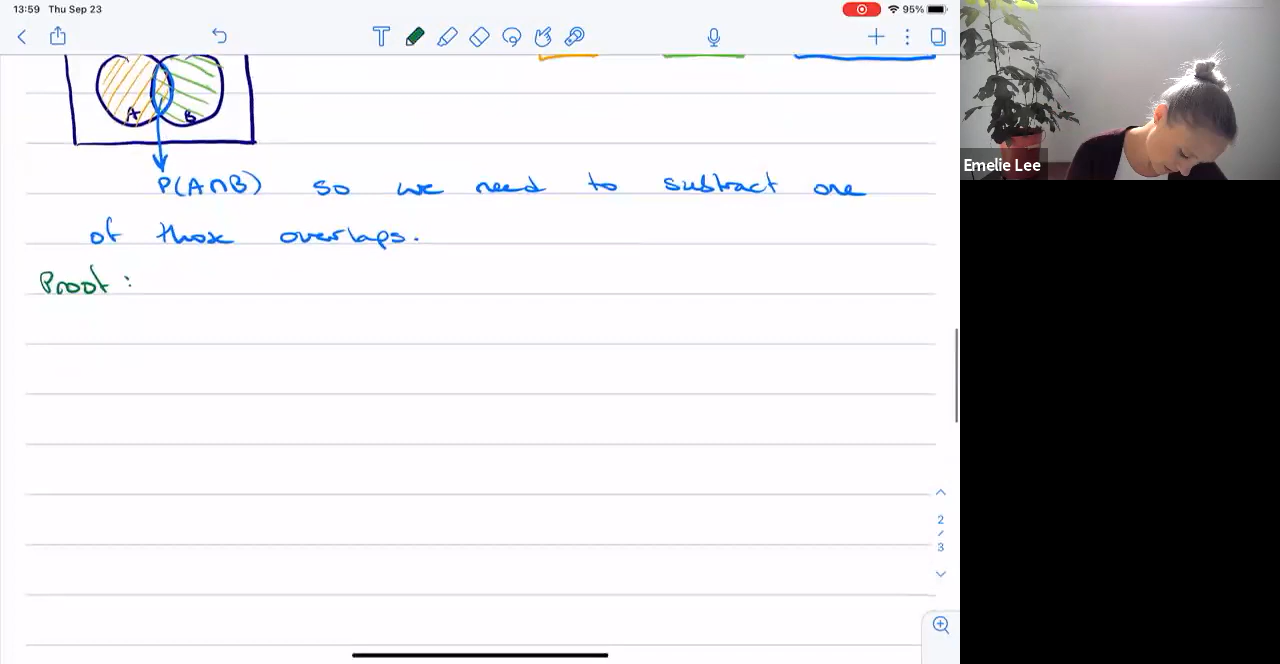 13:59 Thu Sep 23
95%
T
A B
P(A∩B) so we need to subtract one
of those overlaps.
Proof :
Emelie Lee
2
/
3